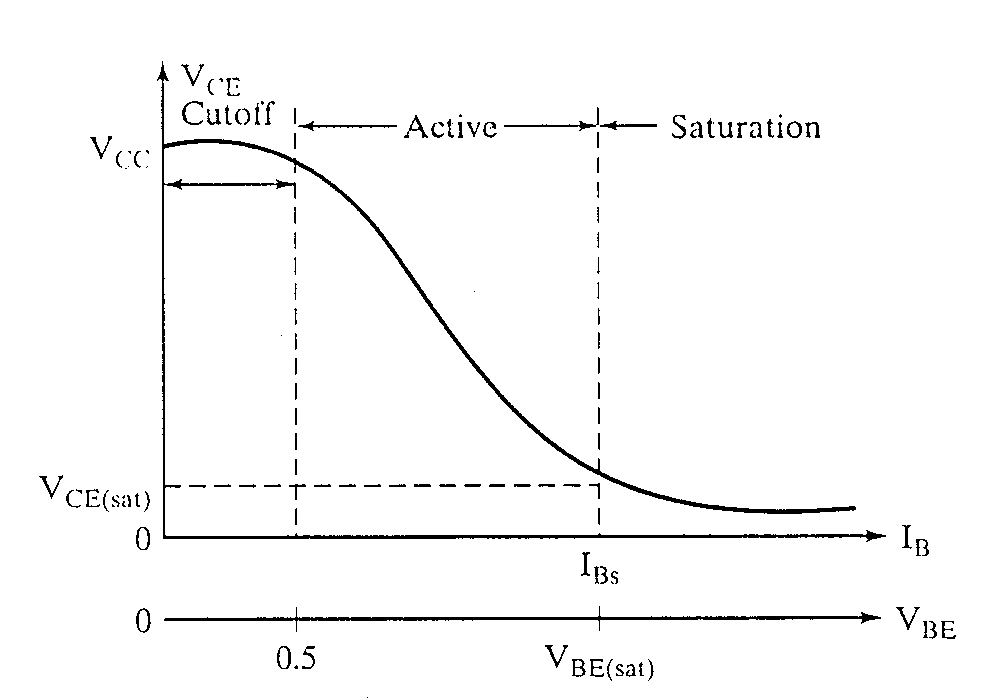 V_CE
Cutoff
Active
Saturation
V_CC
V_CE(sat)
0
I_B
I_Bs
0
V_BE
0.5
V_BE(sat)